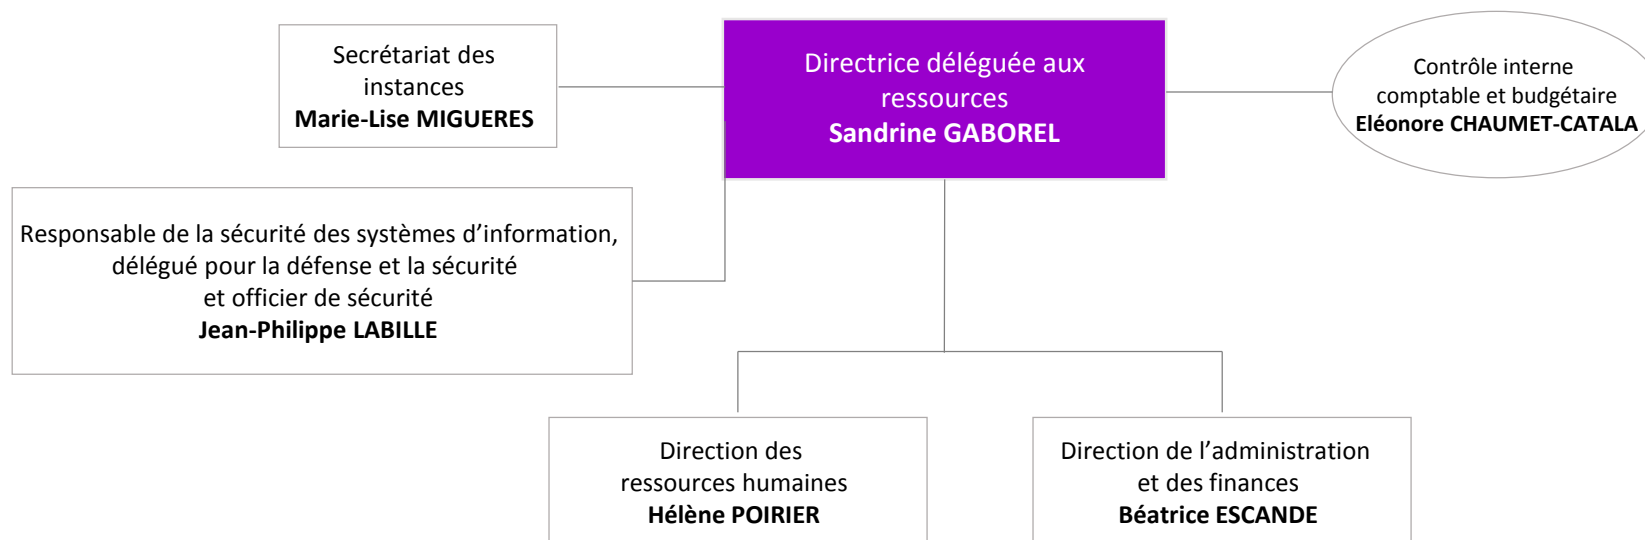 Secrétariat des
instances
Marie-Lise MIGUERES
Directrice déléguée aux
ressources
Sandrine GABOREL
Contrôle interne
comptable et budgétaire
Eléonore CHAUMET-CATALA
Responsable de la sécurité des systèmes d’information,
délégué pour la défense et la sécurité
et officier de sécurité
Jean-Philippe LABILLE
Direction des
ressources humaines
Hélène POIRIER
Direction de l’administration
et des finances
Béatrice ESCANDE